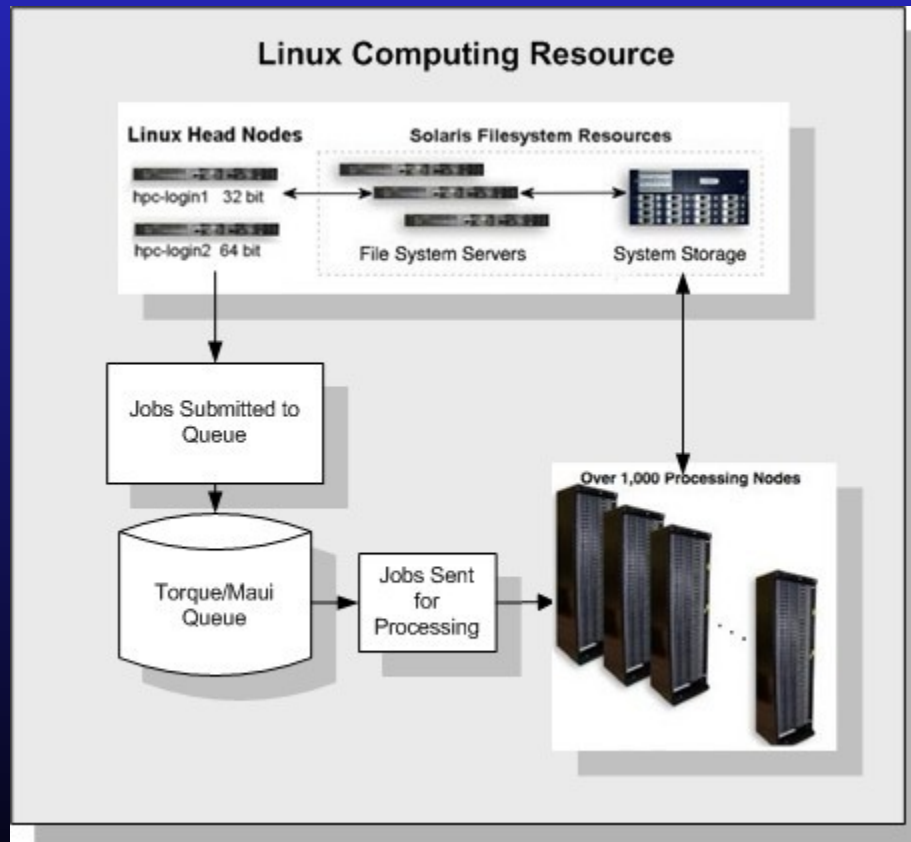 Linux Computing Resource
Linux Head Nodes
Solaris Filesystem Resources
hpc-login1 32 bit
hpc-login2 64 bit
File System Servers
System Storage
Jobs Submitted to
Queue
Over 1,000 Processing Nodes
Torque/Maui
Queue
Jobs Sent
for
Processing
. . .